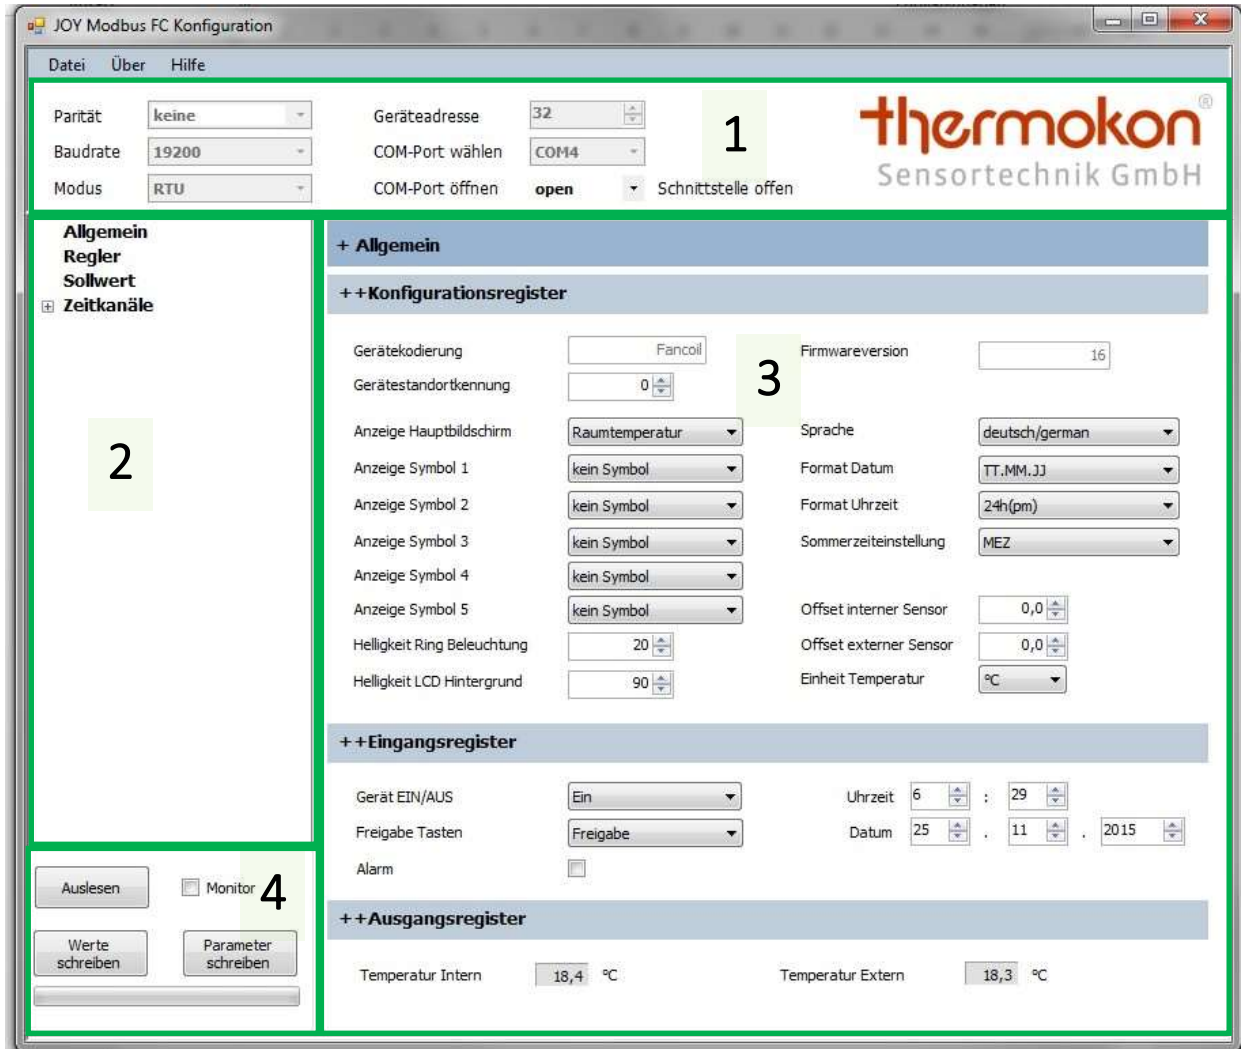 JOY Modbus FC Konfiguration
Datei Über Hilfe
Parität keine Geräteadresse 32 1 thermokon®
Baudrate 19200 COM-Port wählen COM4 Sensortechnik GmbH
Modus RTU COM-Port öffnen open Schnittstelle offen
Allgemein
Regler
Sollwert
Zeitkanäle
2
+ Allgemein
++Konfigurationsregister
Gerätekodierung Fancoil Firmwareversion 16
3
Gerätestandortkennung 0
Anzeige Hauptbildschirm Raumtemperatur Sprache deutsch/german
Anzeige Symbol 1 kein Symbol Format Datum TT.MM.JJ
Anzeige Symbol 2 kein Symbol Format Uhrzeit 24h(pm)
Anzeige Symbol 3 kein Symbol Sommerzeiteinstellung MEZ
Anzeige Symbol 4 kein Symbol
Anzeige Symbol 5 kein Symbol Offset interner Sensor 0,0
Helligkeit Ring Beleuchtung 20 Offset externer Sensor 0,0
Helligkeit LCD Hintergrund 90 Einheit Temperatur °C
++Eingangsregister
Gerät EIN/AUS Ein Uhrzeit 6 : 29
Freigabe Tasten Freigabe Datum 25 . 11 . 2015
Alarm
++Ausgangsregister
Temperatur Intern 18,4 °C Temperatur Extern 18,3 °C
Auslesen Monitor 4
Werte schreiben Parameter schreiben